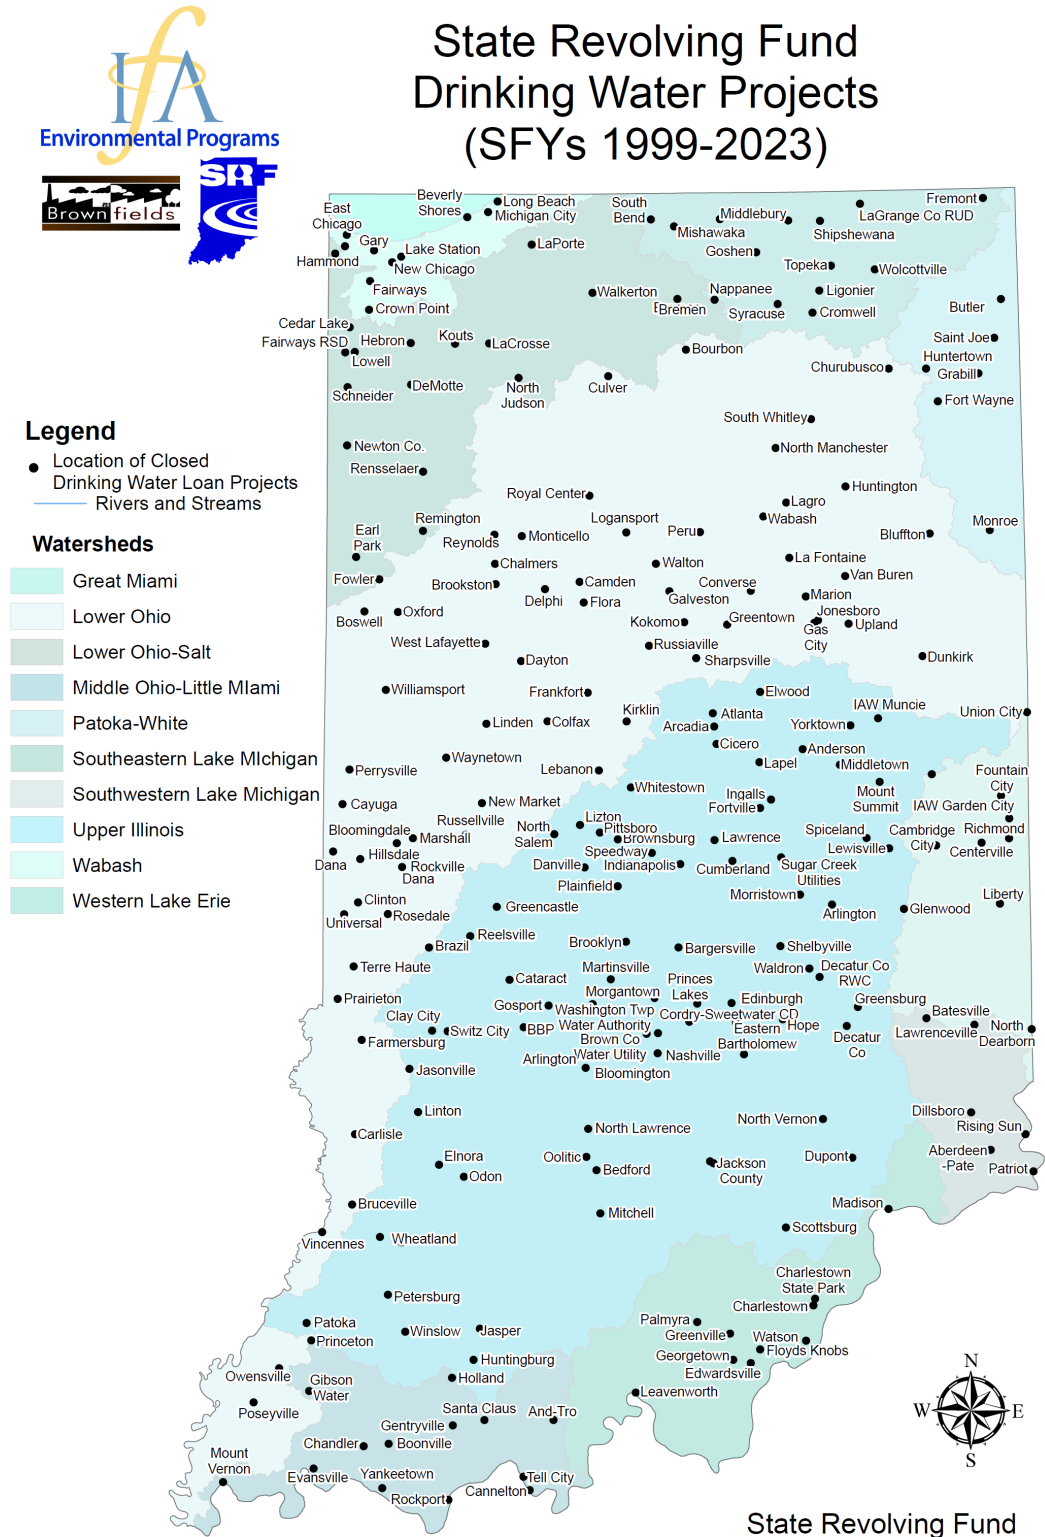 State Revolving Fund
Drinking Water Projects
(SFYs 1999-2023)
IfA
Environmental Programs
SRF
Brownfields
Beverly
Shores
Long Beach
Michigan City
South
Bend
Middlebury
Mishawaka
Fremont
LaGrange Co RUD
Shipshewana
East
Chicago
Gary
Hammond
Lake Station
New Chicago
LaPorte
Goshen
Topeka
Wolcottville
Fairways
Crown Point
Walkerton
Nappanee
Bremen
Syracuse
Ligonier
Cromwell
Butler
Cedar Lake
Fairways RSD
Hebron
Kouts
LaCrosse
Lowell
Bourbon
Saint Joe
Huntertown
Grabill
Churubusco
Schneider
DeMotte
North
Judson
Culver
Fort Wayne
South Whitley
Legend
Location of Closed
Drinking Water Loan Projects
Rivers and Streams
Watersheds
Great Miami
Lower Ohio
Lower Ohio-Salt
Middle Ohio-Little MIami
Patoka-White
Southeastern Lake MIchigan
Southwestern Lake Michigan
Upper Illinois
Wabash
Western Lake Erie
Newton Co.
Rensselaer
North Manchester
Royal Center
Huntington
Lagro
Wabash
Remington
Reynolds
Monticello
Logansport
Peru
Bluffton
Monroe
Earl
Park
Fowler
Chalmers
Brookston
Delphi
Camden
Flora
Walton
Galveston
Converse
La Fontaine
Van Buren
Marion
Jonesboro
Gas
City
Upland
Boswell
Oxford
Kokomo
Greentown
West Lafayette
Russiaville
Sharpsville
Dayton
Dunkirk
Williamsport
Frankfort
Elwood
IAW Muncie
Union City
Linden
Colfax
Kirklin
Atlanta
Arcadia
Yorktown
Cicero
Anderson
Waynetown
Perrysville
Lebanon
Lapel
Middletown
Fountain
City
Cayuga
New Market
Whitestown
Ingalls
Fortville
Mount
Summit
IAW Garden City
Russellville
Bloomingdale
Marshall
North
Salem
Lizton
Pittsboro
Brownsburg
Speedway
Indianapolis
Lawrence
Spiceland
Lewisville
Cambridge
City
Richmond
Centerville
Dana
Hillsdale
Rockville
Dana
Danville
Plainfield
Cumberland
Sugar Creek
Utilities
Morristown
Arlington
Glenwood
Liberty
Clinton
Universal
Rosedale
Greencastle
Reelsville
Brazil
Brooklyn
Bargersville
Shelbyville
Terre Haute
Cataract
Martinsville
Waldron
Decatur Co
RWC
Prairieton
Gosport
Morgantown
Princes
Lakes
Edinburgh
Greensburg
Washington Twp
Water Authority
Cordry-Sweetwater CD
Clay City
Switz City
BBP
Brown Co
Water Utility
Eastern
Bartholomew
Hope
Decatur
Co
Batesville
Lawrenceville
North
Dearborn
Farmersburg
Arlington
Nashville
Bloomington
Jasonville
Linton
North Lawrence
North Vernon
Dillsboro
Rising Sun
Carlisle
Elnora
Odon
Oolitic
Bedford
Jackson
County
Dupont
Aberdeen
-Pate
Patriot
Bruceville
Mitchell
Madison
Vincennes
Wheatland
Scottsburg
Petersburg
Charlestown
State Park
Charlestown
Patoka
Princeton
Winslow
Jasper
Palmyra
Greenville
Watson
Floyds Knobs
Georgetown
Edwardsville
Huntingburg
Owensville
Gibson
Water
Holland
Leavenworth
Poseyville
Santa Claus
And-Tro
Gentryville
Chandler
Boonville
Mount
Vernon
Evansville
Yankeetown
Rockport
Tell City
Cannelton
N
W
E
S
State Revolving Fund